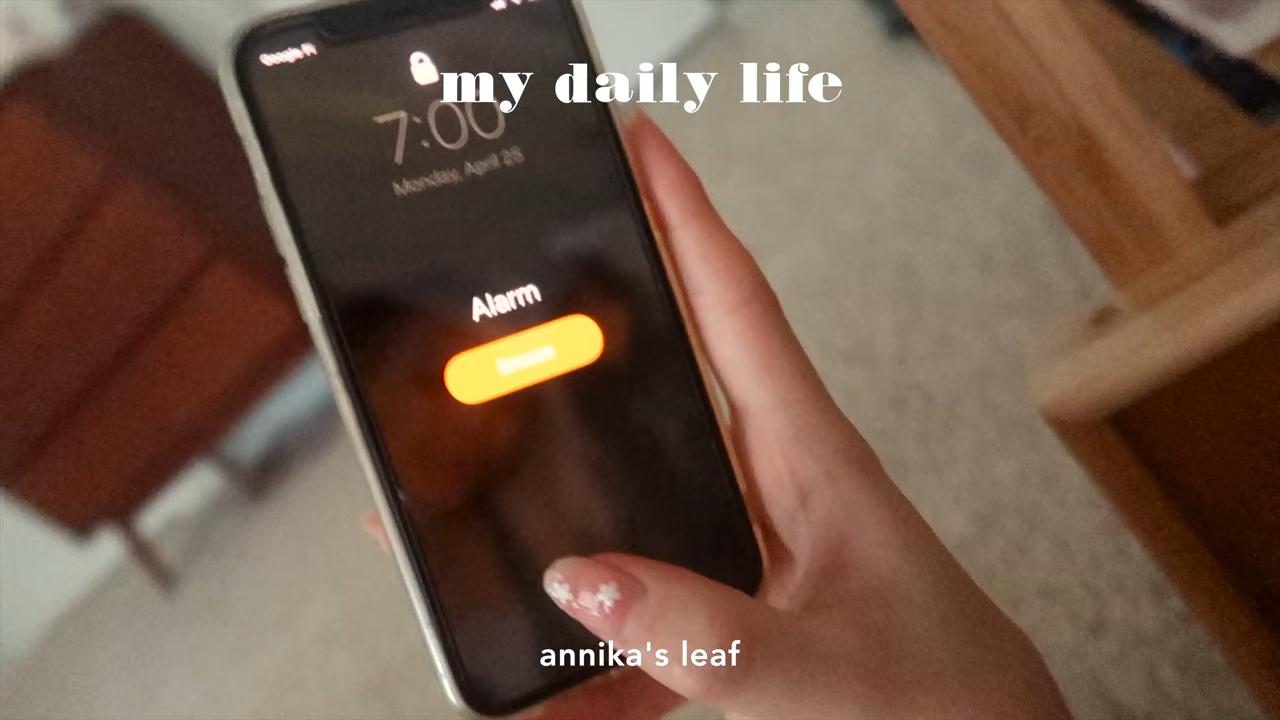 Google Fi
my daily life
7:00
Monday, April 25
Alarm
annika's leaf